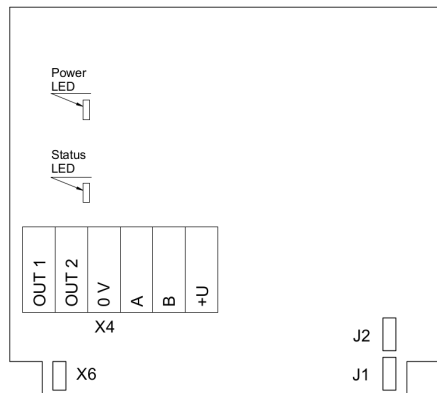 Power
LED
Status
LED
OUT 1
OUT 2
0 V
A
B
+U
X4
J2
X6
J1